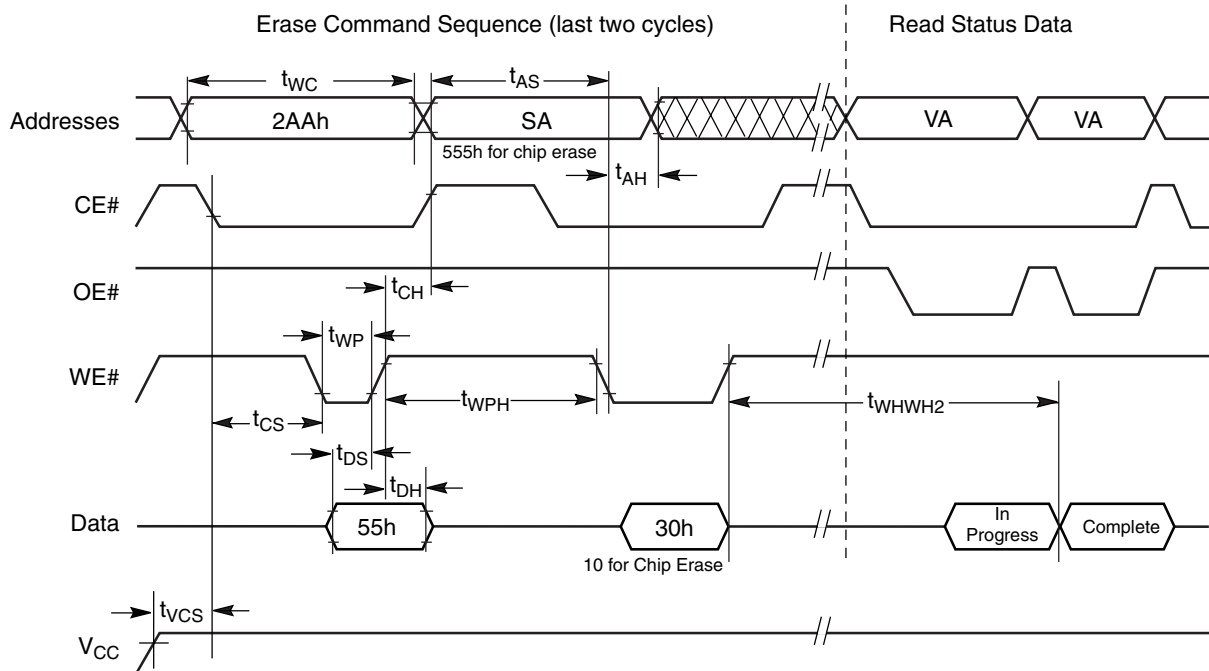 Erase Command Sequence (last two cycles)
Read Status Data
tWC
tAS
Addresses
2AAh
SA
VA
VA
555h for chip erase
tAH
CE#
OE#
tCH
tWP
WE#
tWPH
tWHWH2
tCS
tDS
tDH
Data
55h
30h
In
Progress
Complete
10 for Chip Erase
tVCS
VCC